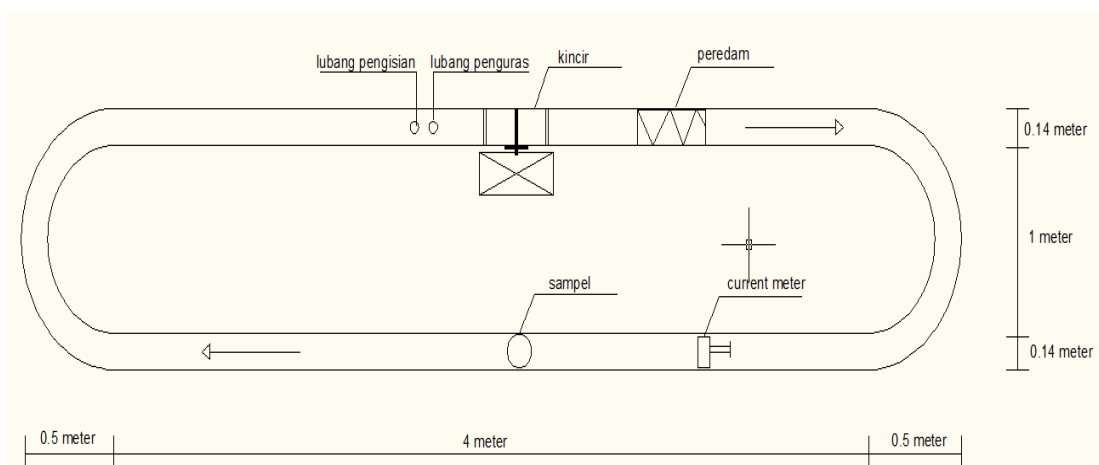 lubang pengisian
lubang penguras
kincir
peredam
0.14 meter
1 meter
sampel
current meter
0.14 meter
0.5 meter
4 meter
0.5 meter